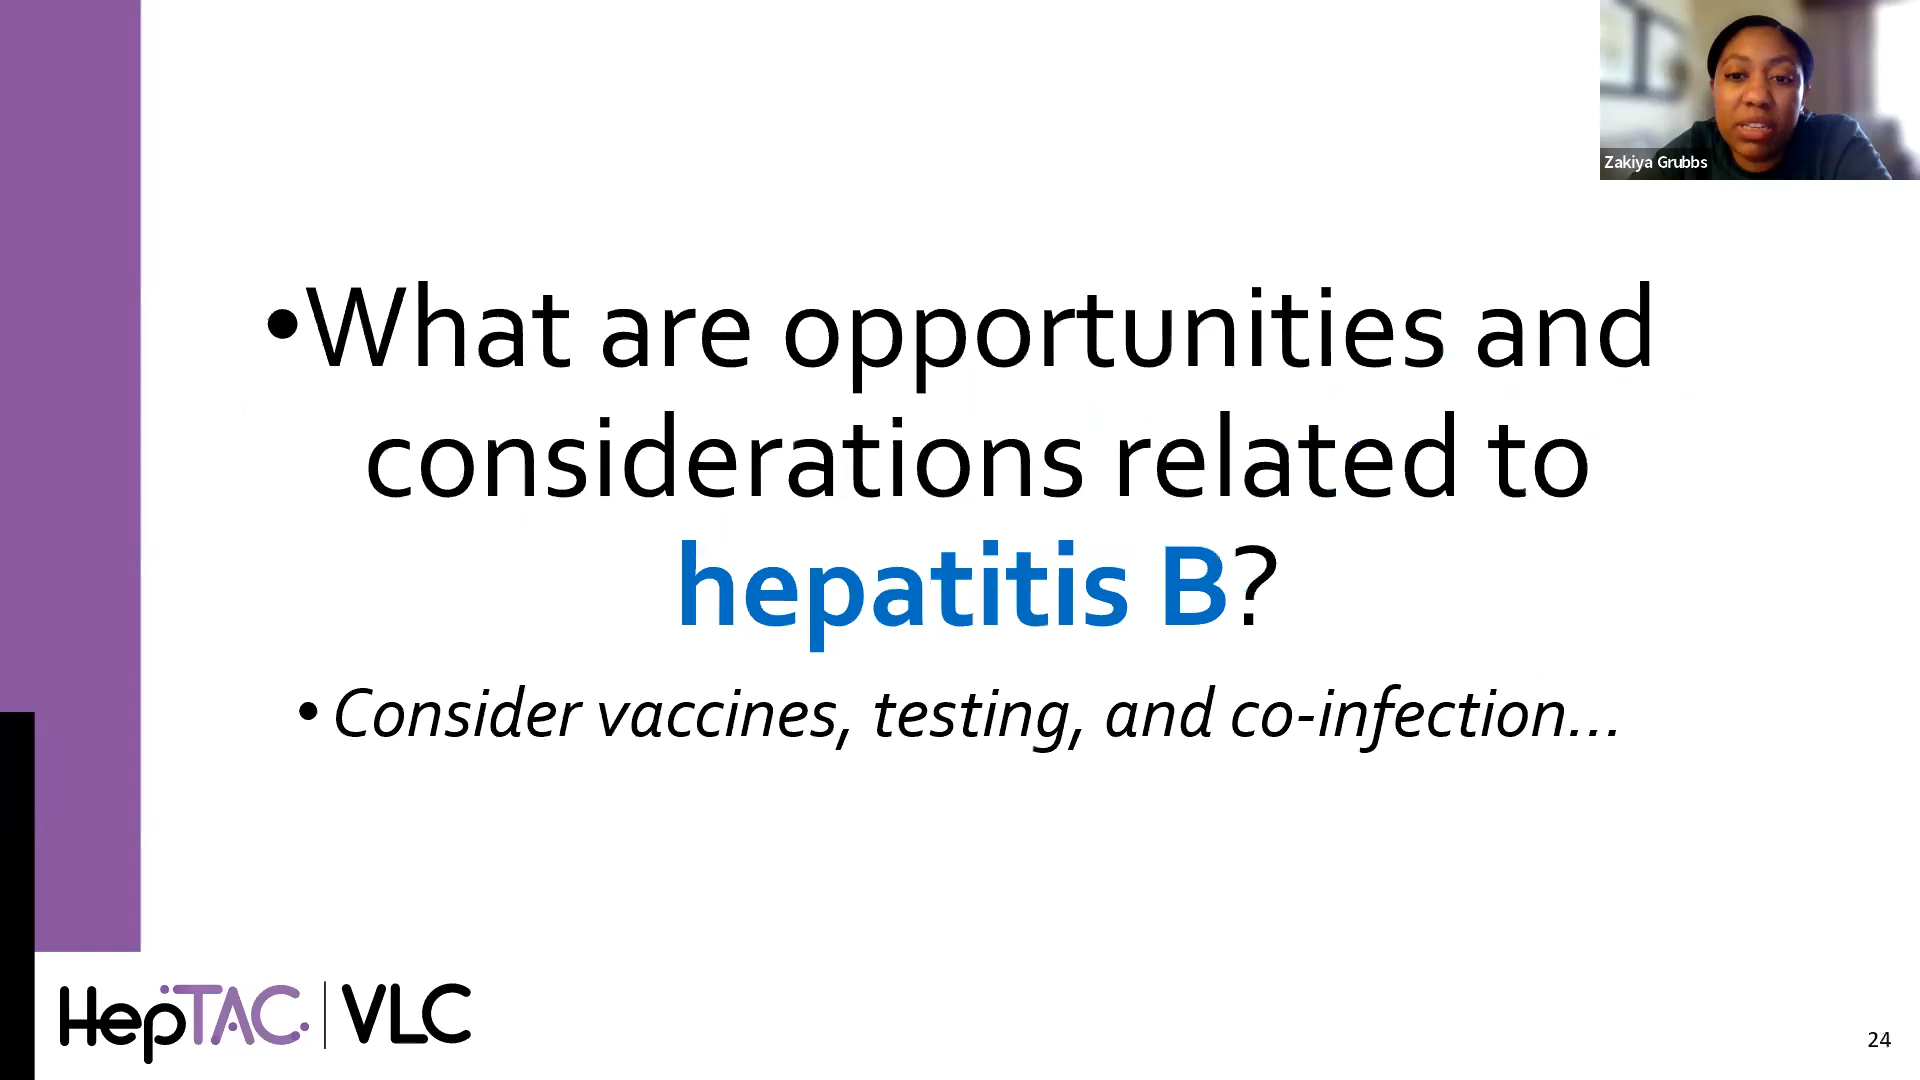 Zakiya Grubbs
•What are opportunities and
considerations related to
hepatitis B?
• Consider vaccines, testing, and co-infection...
HepTAC | VLC
24